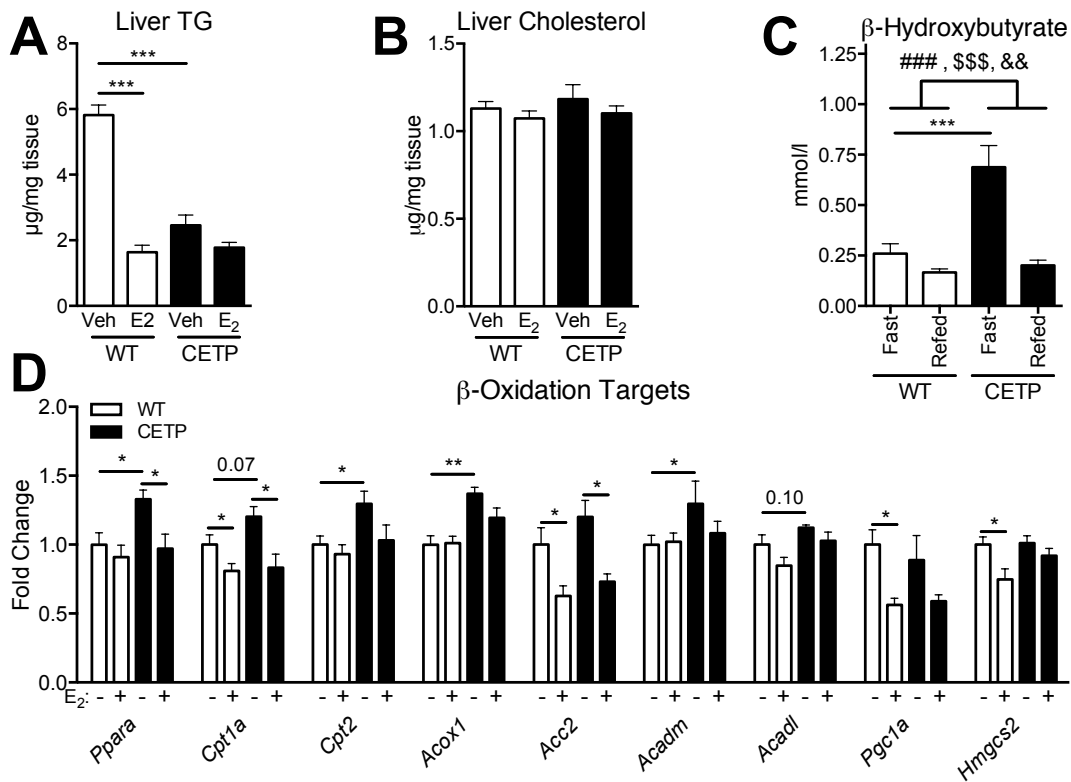 A
Liver TG
8
6
4
2
0
µg/mg tissue
***
***
Veh E2 Veh E2
WT CETP
B
Liver Cholesterol
1.5
1.0
0.5
0.0
µg/mg tissue
Veh E2 Veh E2
WT CETP
C
β-Hydroxybutyrate
1.25
1.00
0.75
0.50
0.25
0.00
mmol/l
### , $$$, &&
***
Fast Refed Fast Refed
WT CETP
D
β-Oxidation Targets
2.0
1.5
1.0
0.5
0.0
Fold Change
WT
CETP
* * 0.07 * * * ** * * * 0.10 * *
E2: - + - + - + - + - + - + - + - + - + - + - + - + - + - + - + - + - + - +
Ppara Cpt1a Cpt2 Acox1 Acc2 Acadm Acadl Pgc1a Hmgcs2